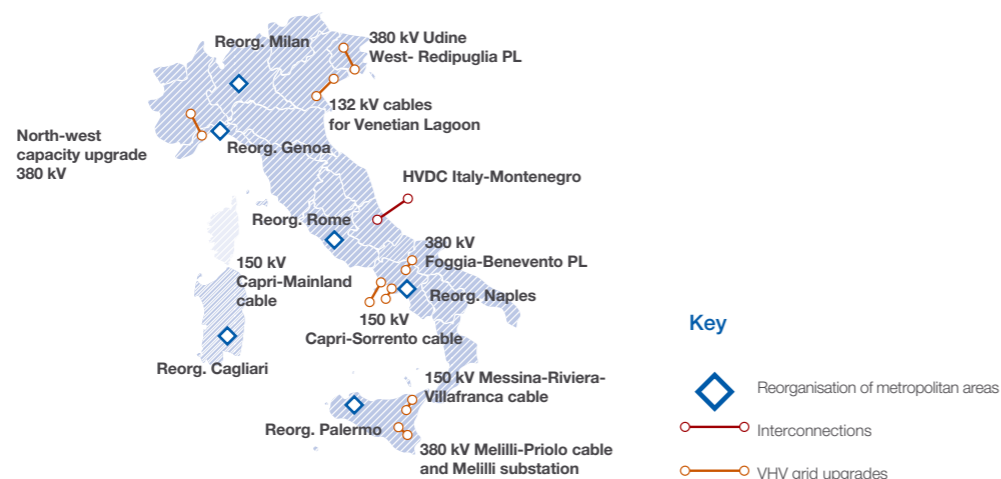 Reorg. Milan
380 kV Udine
West- Redipuglia PL
132 kV cables
for Venetian Lagoon
North-west
capacity upgrade
380 kV
Reorg. Genoa
HVDC Italy-Montenegro
Reorg. Rome
380 kV
Foggia-Benevento PL
150 kV
Capri-Mainland
cable
Reorg. Naples
150 kV
Capri-Sorrento cable
Reorg. Cagliari
150 kV Messina-Riviera-
Villafranca cable
Reorg. Palermo
380 kV Melilli-Priolo cable
and Melilli substation
Key
Reorganisation of metropolitan areas
Interconnections
VHV grid upgrades